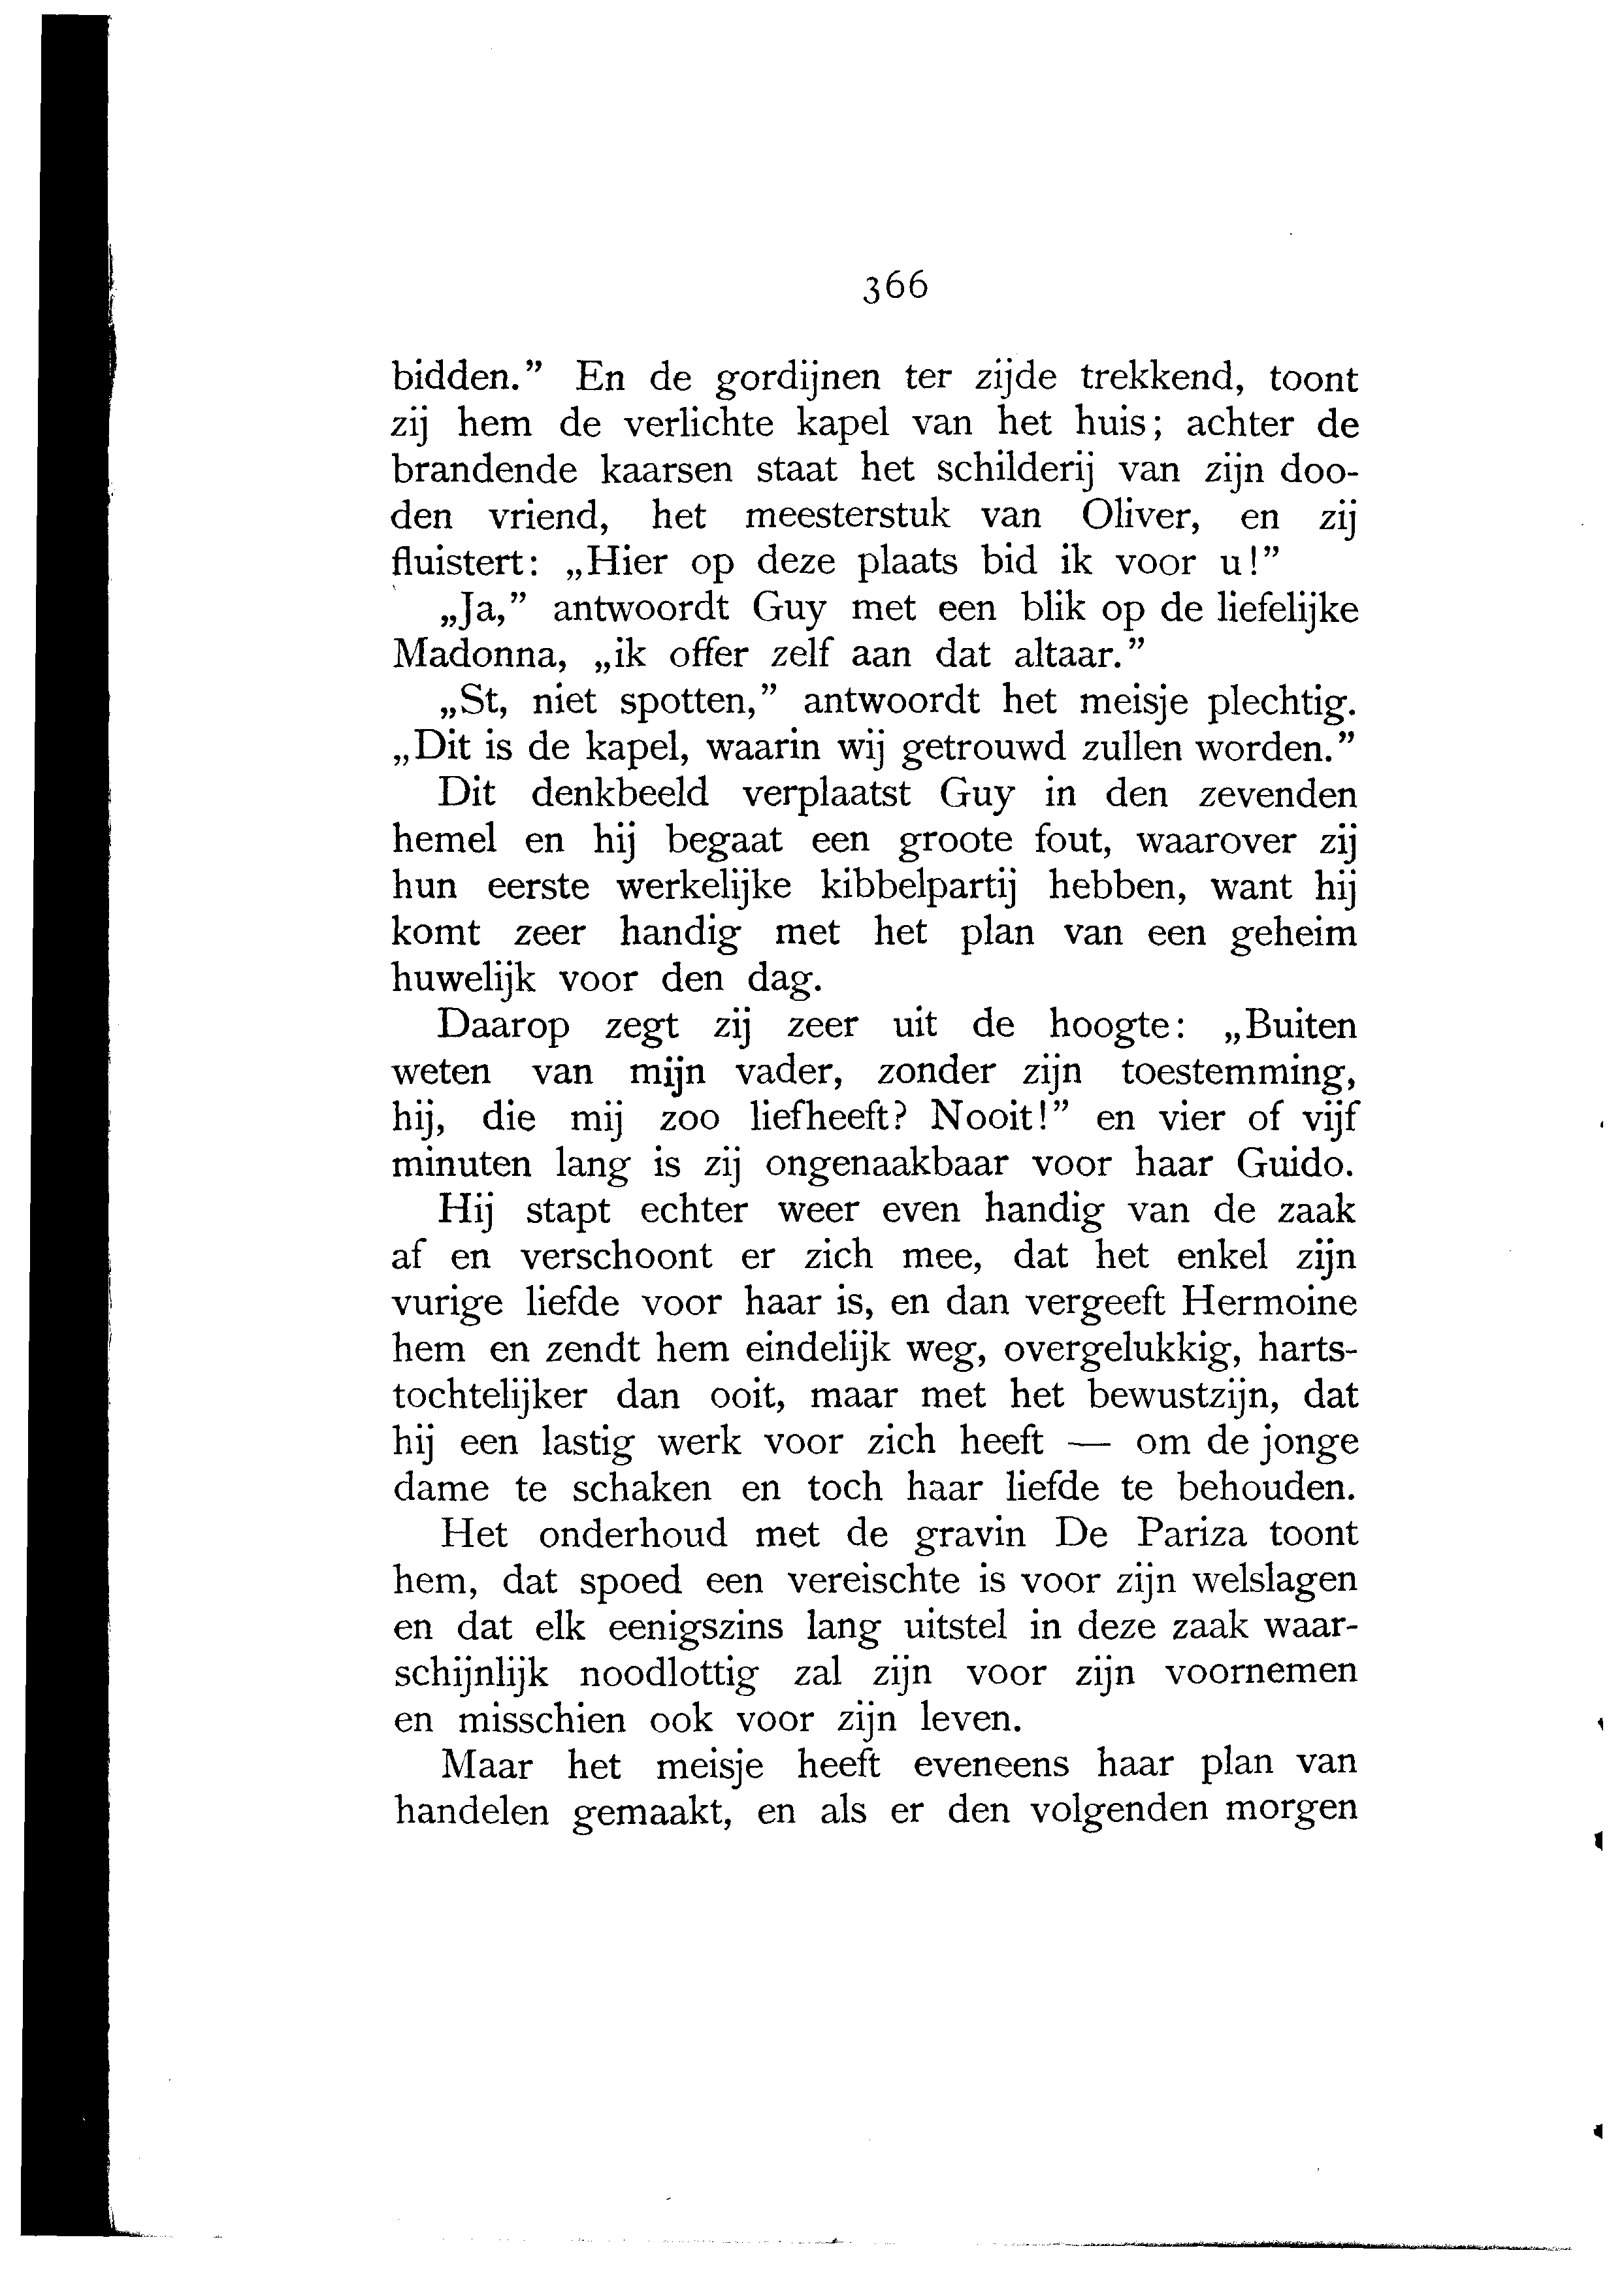 366
bidden.” En de gordijnen ter zijde trekkend, toont
zij hem de verlichte kapel van het huis; achter de
brandende kaarsen staat het schilderij van zijn doo-
den vriend, het meesterstuk van Oliver, en zij
fluistert: „Hier op deze plaats bid ik voor u!”
„Ja,” antwoordt Guy met een blik op de liefelijke
Madonna, „ik offer zelf aan dat altaar.”
„St, niet spotten,” antwoordt het meisje plechtig.
„Dit is de kapel, waarin wij getrouwd zullen worden.”
Dit denkbeeld verplaatst Guy in den zevenden
hemel en hij begaat een groote fout, waarover zij
hun eerste werkelijke kibbelpartij hebben, want hij
komt zeer handig met het plan van een geheim
huwelijk voor den dag.
Daarop zegt zij zeer uit de hoogte: „Buiten
weten van mijn vader, zonder zijn toestemming,
hij, die mij zoo liefheeft? Nooit!” en vier of vijf
minuten lang is zij ongenaakbaar voor haar Guido.
Hij stapt echter weer even handig van de zaak
af en verschoont er zich mee, dat het enkel zijn
vurige liefde voor haar is, en dan vergeeft Hermoine
hem en zendt hem eindelijk weg, overgelukkig, harts-
tochtelijker dan ooit, maar met het bewustzijn, dat
hij een lastig werk voor zich heeft — om de jonge
dame te schaken en toch haar liefde te behouden.
Het onderhoud met de gravin De Pariza toont
hem, dat spoed een vereischte is voor zijn welslagen
en dat elk eenigszins lang uitstel in deze zaak waar-
schijnlijk noodlottig zal zijn voor zijn voornemen
en misschien ook voor zijn leven.
Maar het meisje heeft eveneens haar plan van
handelen gemaakt, en als er den volgenden morgen